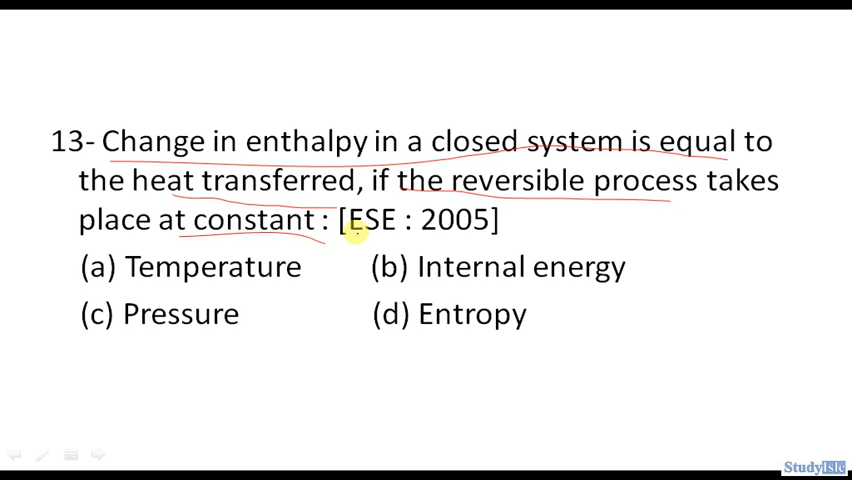 13- Change in enthalpy in a closed system is equal to
the heat transferred, if the reversible process takes
place at constant : [ESE : 2005]
(a) Temperature (b) Internal energy
(c) Pressure (d) Entropy
StudyIsle